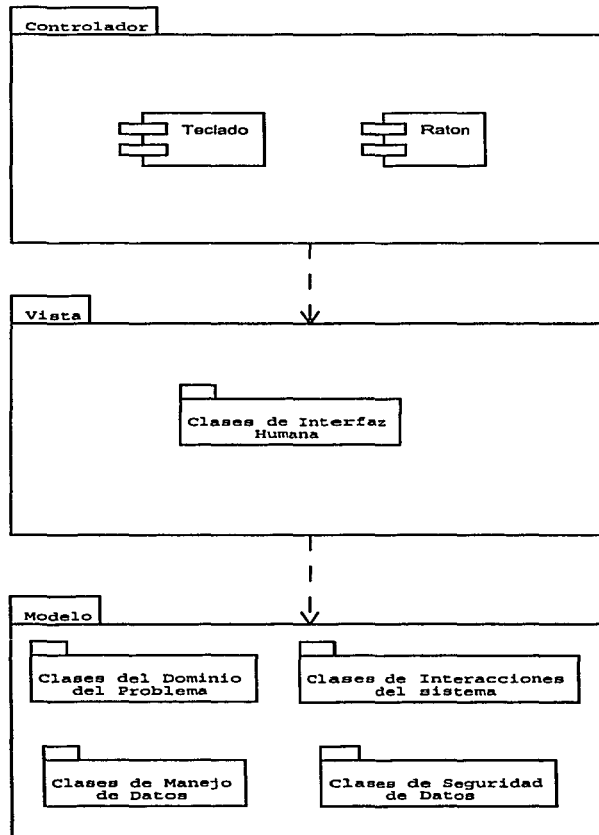 Controlador
Teclado
Raton
Vista
Clases de Interfaz
Humana
Modelo
Clases del Dominio
del Problema
Clases de Interacciones
del sistema
Clases de Manejo
de Datos
Clases de Seguridad
de Datos